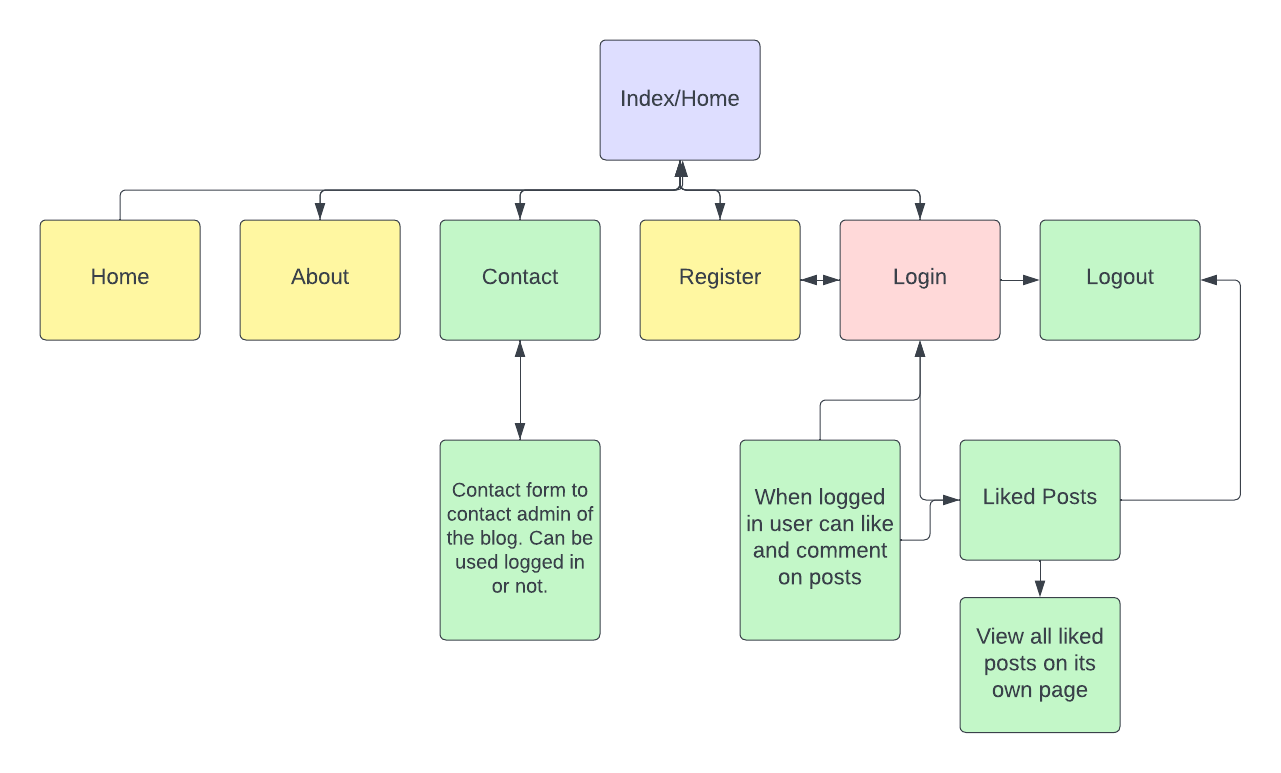 Index/Home
Home
About
Contact
Register
Login
Logout
Contact form to
contact admin of
the blog. Can be
used logged in
or not.
When logged
in user can like
and comment
on posts
Liked Posts
View all liked
posts on its
own page